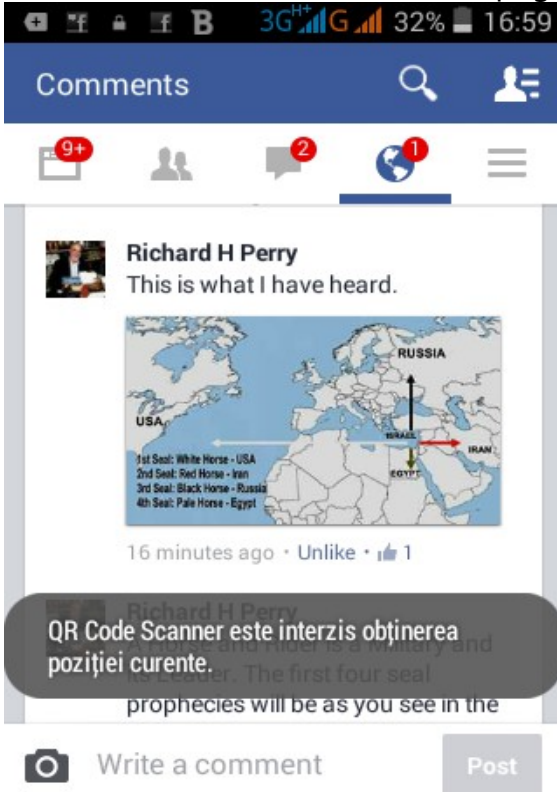 3G H+ G 32% 16:59
Comments
9+ 2 1
Richard H Perry
This is what I have heard.
RUSSIA
USA
ISRAEL
IRAN
EGYPT
1st Seal: White Horse - USA
2nd Seal: Red Horse - Iran
3rd Seal: Black Horse - Russia
4th Seal: Pale Horse - Egypt
16 minutes ago · Unlike · 1
Richard H Perry
A Horse and Rider is a Military and
its Leader. The first four seal
prophecies will be as you see in the
QR Code Scanner este interzis obținerea
poziției curente.
Write a comment
Post